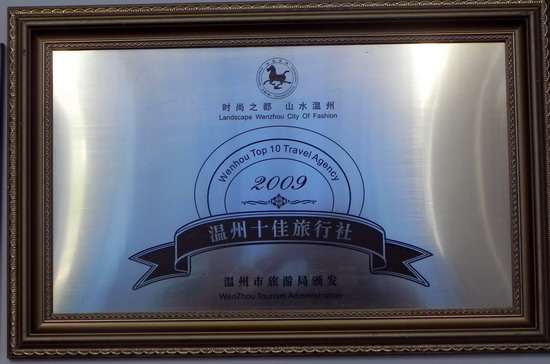 时尚之都 山水温州
Landscape Wenzhou City Of Fashion
Wenhou Top 10 Travel Agency
2009
温州十佳旅行社
温州市旅游局颁发
WenZhou Tourism Administration